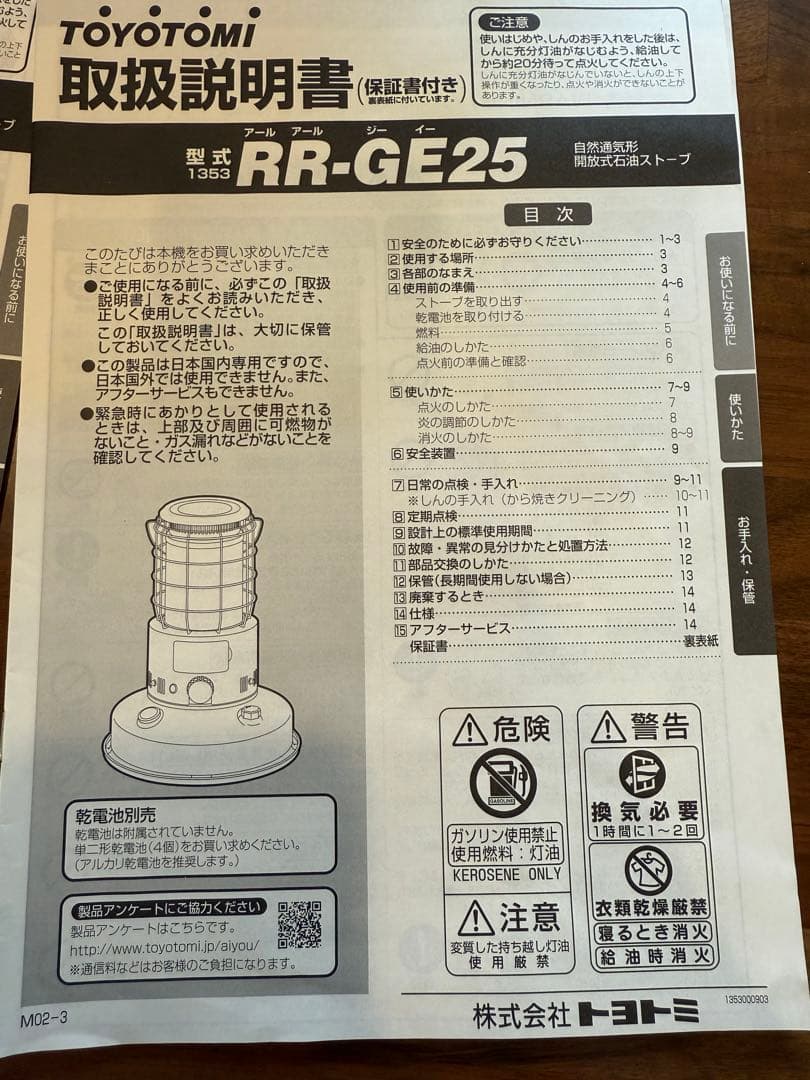 TOYOTOMI
取扱説明書(保証書付き 裏表紙に付いています。)
ご注意
使いはじめや、しんのお手入れをした後は、
しんに充分灯油がなじむよう、給油して
から約20分待って点火してください。
しんに充分灯油がなじんでいないと、しんの上下
操作が重くなったり、点火や消火ができないことが
あります。
アール アール ジー イー
型式 RR-GE25
1353
自然通気形
開放式石油ストーブ
このたびは本機をお買い求めいただき
まことにありがとうございます。
●ご使用になる前に、必ずこの「取扱
説明書」をよくお読みいただき、
正しく使用してください。
この「取扱説明書」は、大切に保管
しておいてください。
●この製品は日本国内専用ですので、
日本国外では使用できません。また、
アフターサービスもできません。
●緊急時にあかりとして使用される
ときは、上部及び周囲に可燃物が
ないこと・ガス漏れなどがないことを
確認してください。
乾電池別売
乾電池は附属されていません。
単二形乾電池(4個)をお買い求めください。
(アルカリ乾電池を推奨します。)
製品アンケートにご協力ください
製品アンケートはこちらです。
http://www.toyotomi.jp/aiyou/
※通信料などはお客様のご負担になります。
M02-3
目次
1 安全のために必ずお守りください 1~3
2 使用する場所 3
3 各部のなまえ 3
4 使用前の準備 4~6
ストーブを取り出す 4
乾電池を取り付ける 4
燃料 5
給油のしかた 6
点火前の準備と確認 6
5 使いかた 7~9
点火のしかた 7
炎の調節のしかた 8
消火のしかた 8~9
6 安全装置 9
7 日常の点検・手入れ 9~11
※しんの手入れ(から焼きクリーニング) 10~11
8 定期点検 11
9 設計上の標準使用期間 11
10 故障・異常の見分けかたと処置方法 12
11 部品交換のしかた 12
12 保管(長期間使用しない場合) 13
13 廃棄するとき 14
14 仕様 14
15 アフターサービス 14
保証書 裏表紙
お使いになる前に
使いかた
お手入れ・保管
危険
GASOLINE
ガソリン使用禁止
使用燃料:灯油
KEROSENE ONLY
注意
変質した持ち越し灯油
使用厳禁
警告
換気必要
1時間に1~2回
衣類乾燥厳禁
寝るとき消火
給油時消火
株式会社トヨトミ
1353000903
お使いになる前に